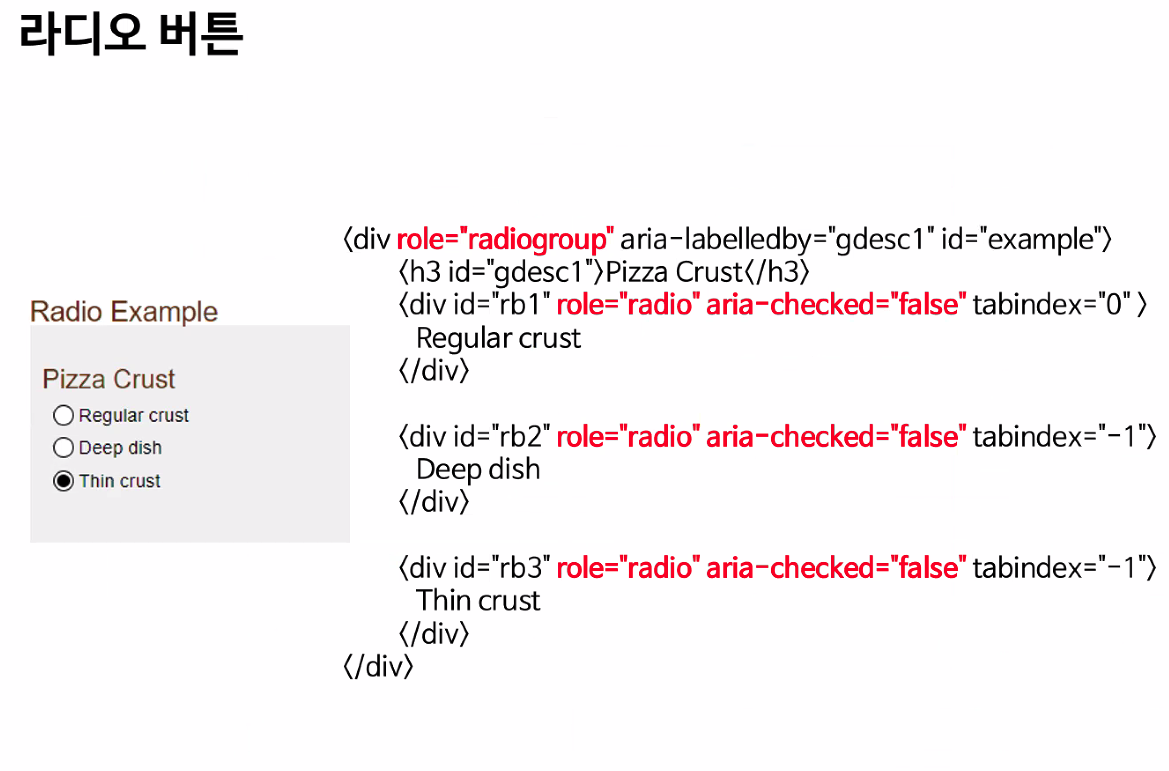 라디오 버튼
Radio Example
Pizza Crust
Regular crust
Deep dish
Thin crust
〈div role="radiogroup" aria-labelledby="gdesc1" id="example"〉
〈h3 id="gdesc1"〉Pizza Crust〈/h3〉
〈div id="rb1" role="radio" aria-checked="false" tabindex="0" 〉
Regular crust
〈/div〉
〈div id="rb2" role="radio" aria-checked="false" tabindex="-1"〉
Deep dish
〈/div〉
〈div id="rb3" role="radio" aria-checked="false" tabindex="-1"〉
Thin crust
〈/div〉
〈/div〉